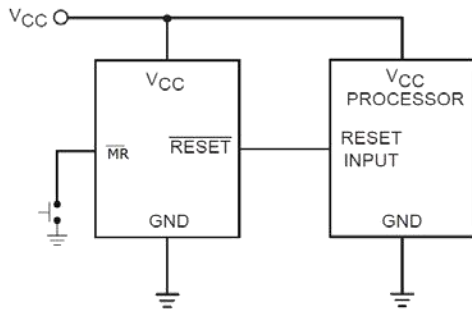 VCC
VCC
MR
RESET
GND
VCC
PROCESSOR
RESET
INPUT
GND